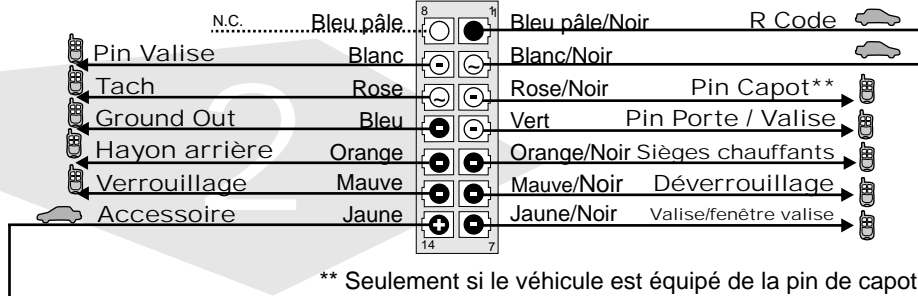 8 1
N.C. Bleu pâle Bleu pâle/Noir R Code
Pin Valise Blanc Blanc/Noir
Tach Rose Rose/Noir Pin Capot**
Ground Out Bleu Vert Pin Porte / Valise
Hayon arrière Orange Orange/Noir Sièges chauffants
Verrouillage Mauve Mauve/Noir Déverrouillage
Accessoire Jaune Jaune/Noir Valise/fenêtre valise
14 7
2
** Seulement si le véhicule est équipé de la pin de capot